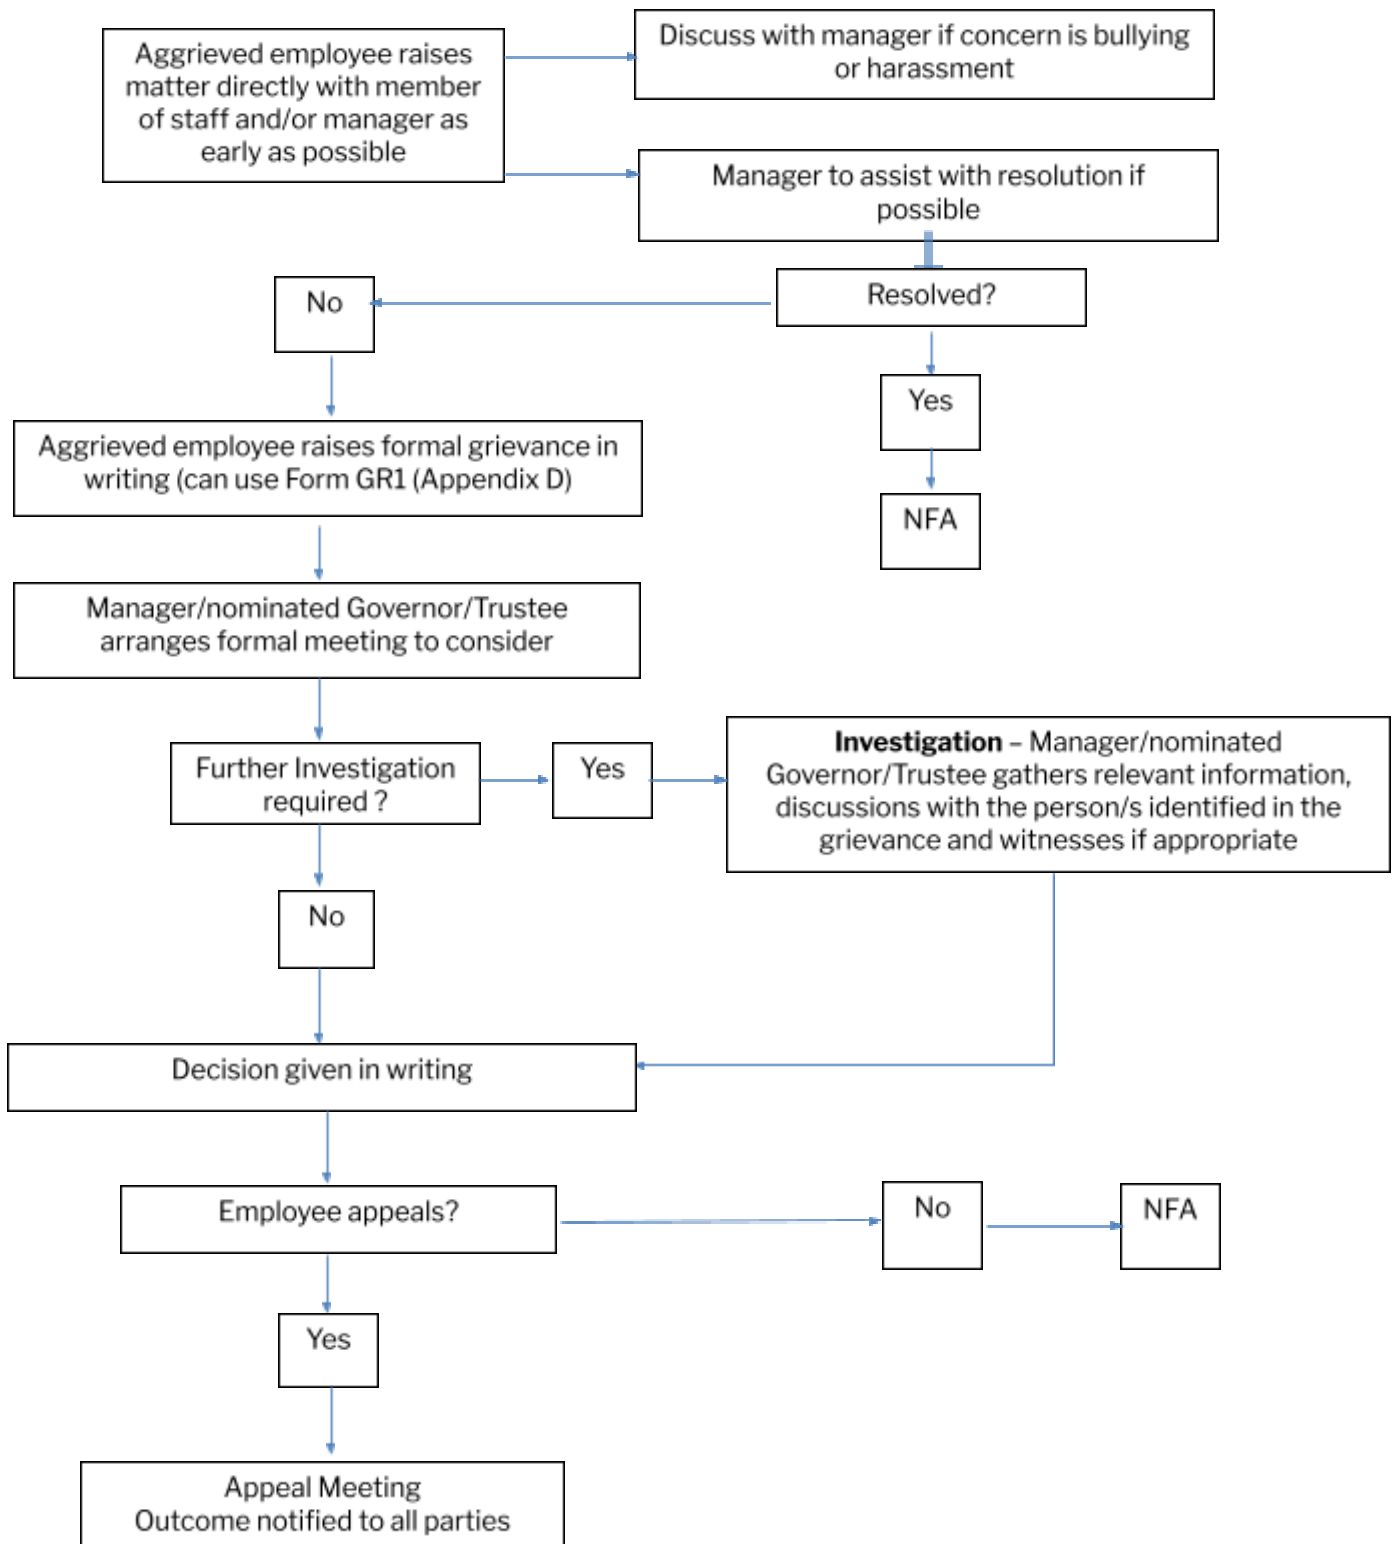 Aggrieved employee raises
matter directly with member
of staff and/or manager as
early as possible
Discuss with manager if concern is bullying
or harassment
Manager to assist with resolution if
possible
Resolved?
No
Yes
NFA
Aggrieved employee raises formal grievance in
writing (can use Form GR1 (Appendix D)
Manager/nominated Governor/Trustee
arranges formal meeting to consider
Further Investigation
required ?
Yes
Investigation – Manager/nominated
Governor/Trustee gathers relevant information,
discussions with the person/s identified in the
grievance and witnesses if appropriate
No
Decision given in writing
Employee appeals?
No
NFA
Yes
Appeal Meeting
Outcome notified to all parties